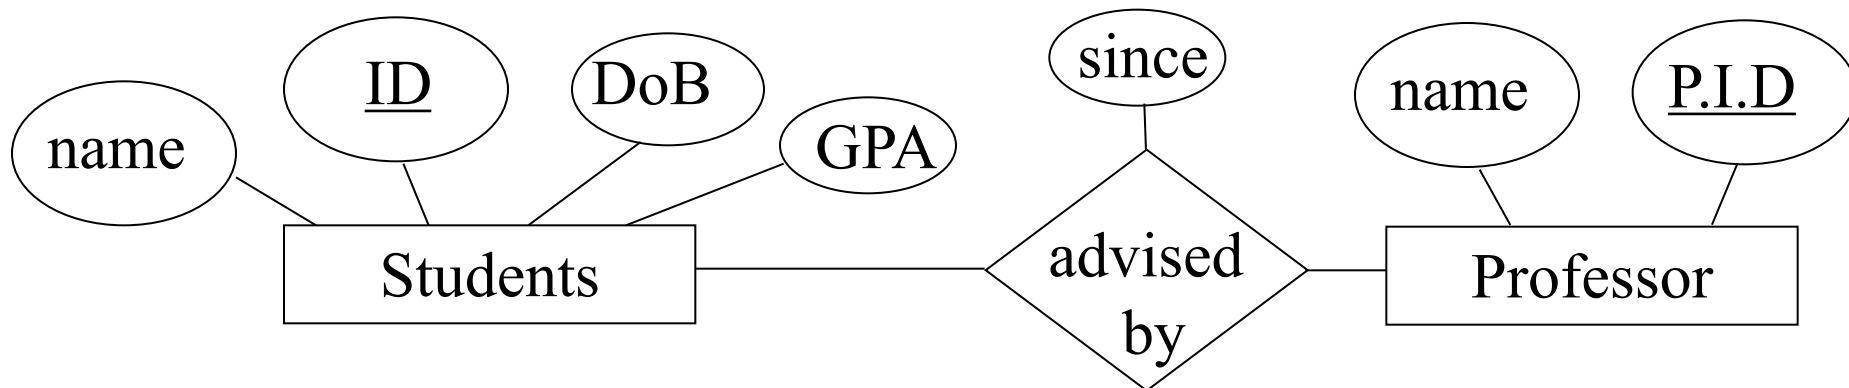 name
ID
DoB
GPA
since
name
P.I.D
Students
advised
by
Professor